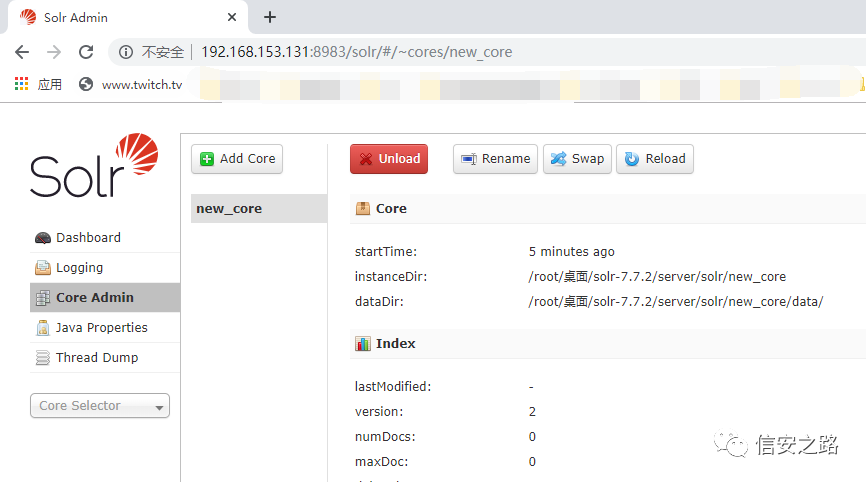 Solr Admin
不安全 192.168.153.131:8983/solr/#/~cores/new_core
应用 www.twitch.tv
Solr
Dashboard
Logging
Core Admin
Java Properties
Thread Dump
Core Selector
Add Core
new_core
Unload Rename Swap Reload
Core
startTime: 5 minutes ago
instanceDir: /root/桌面/solr-7.7.2/server/solr/new_core
dataDir: /root/桌面/solr-7.7.2/server/solr/new_core/data/
Index
lastModified: -
version: 2
numDocs: 0
maxDoc: 0
信安之路